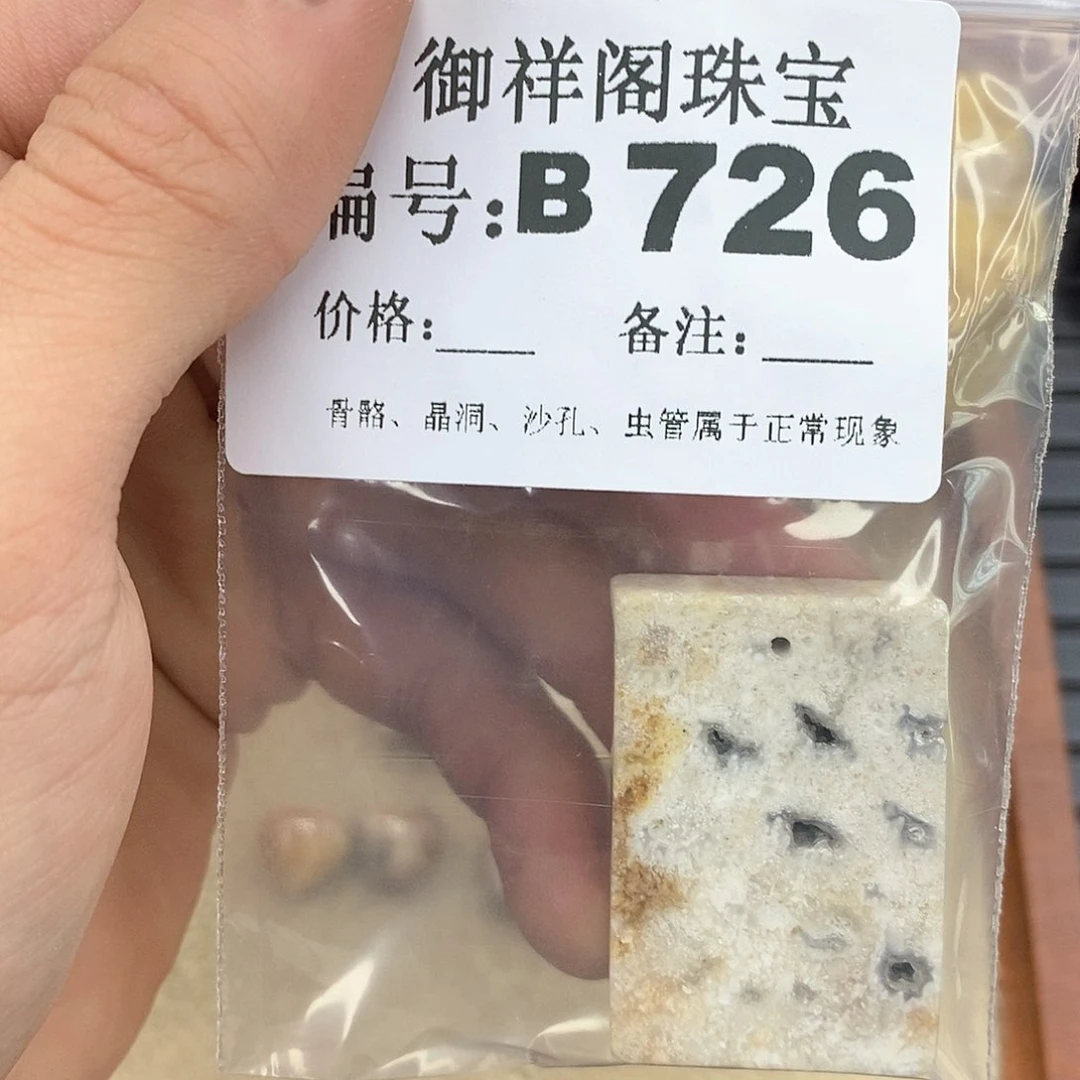 御祥阁珠宝
编号:B726
价格:____ 备注:____
骨骼、晶洞、沙孔、虫管属于正常现象